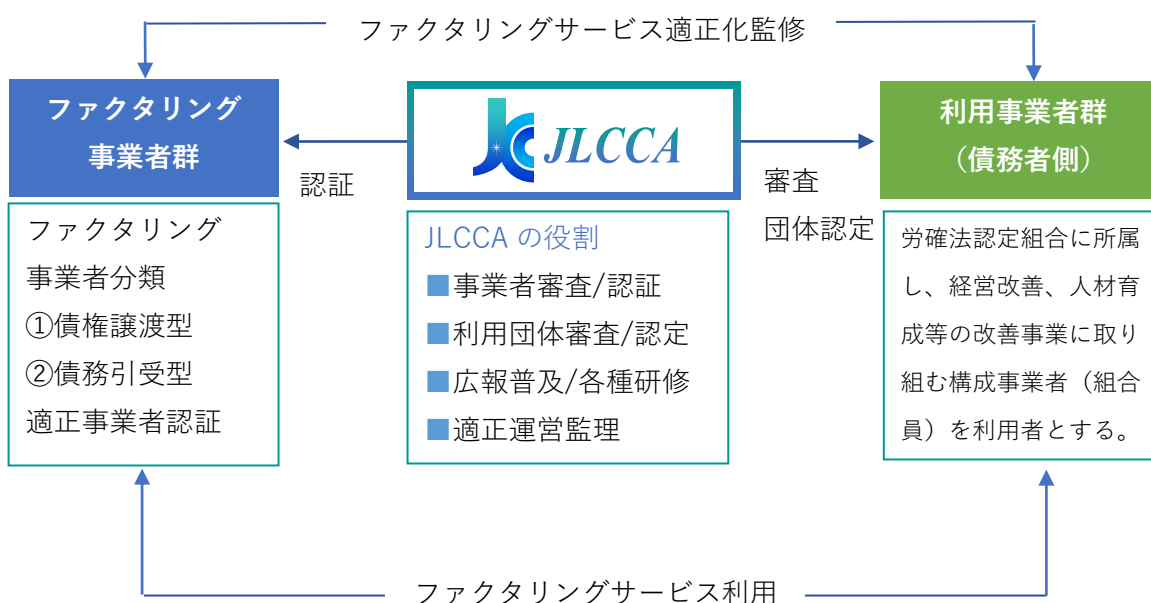 ファクタリングサービス適正化監修
ファクタリング
事業者群
認証
JLCCA
審査
団体認定
利用事業者群
（債務者側）
ファクタリング
事業者分類
①債権譲渡型
②債務引受型
適正事業者認証
JLCCA の役割
■事業者審査/認証
■利用団体審査/認定
■広報普及/各種研修
■適正運営監理
労確法認定組合に所属
し、経営改善、人材育
成等の改善事業に取り
組む構成事業者（組合
員）を利用者とする。
ファクタリングサービス利用